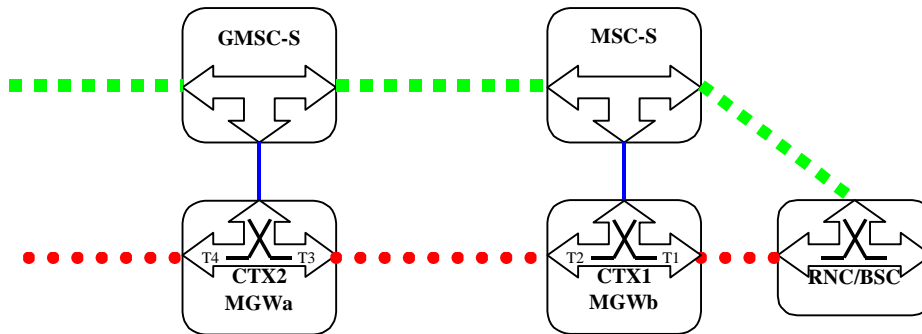 GMSC-S
MSC-S
T4 T3
CTX2
MGWa
T2 T1
CTX1
MGWb
RNC/BSC